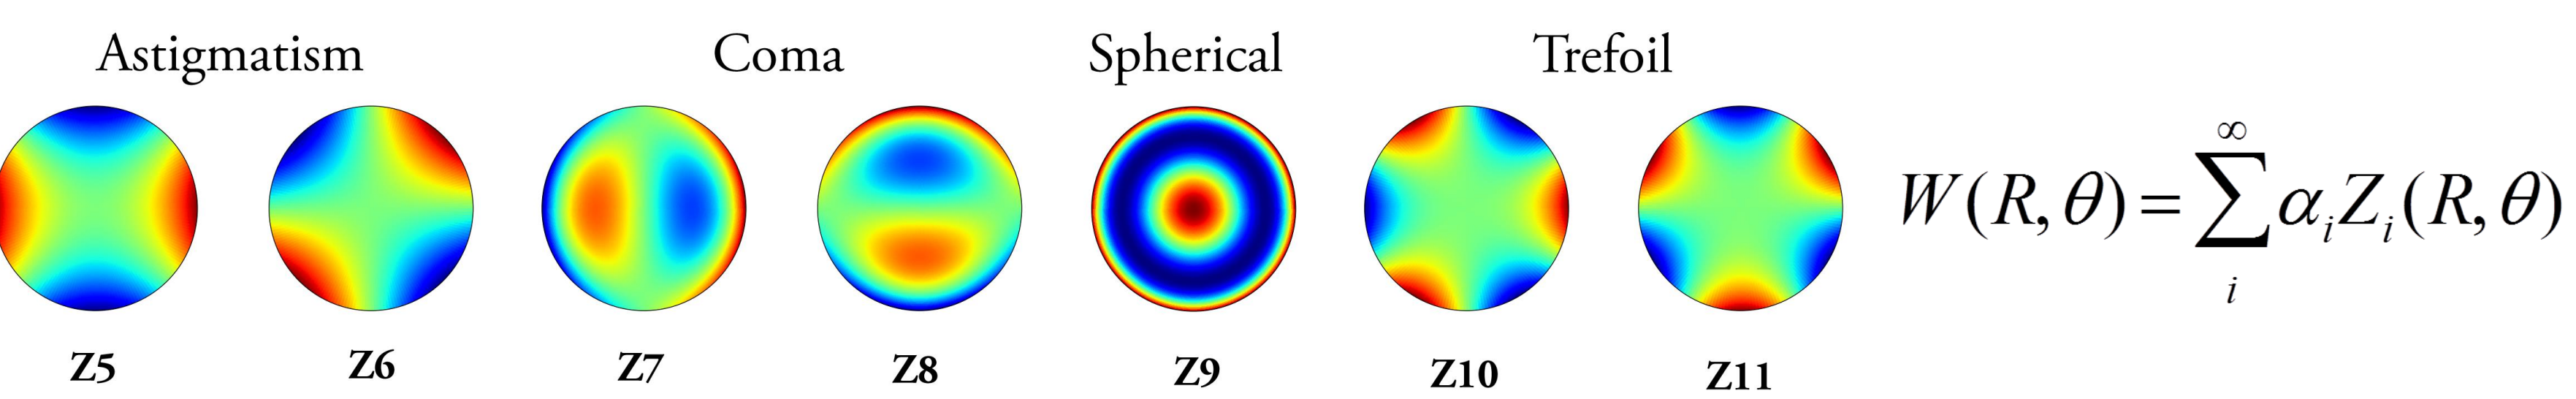 Astigmatism Coma Spherical Trefoil
W(R,θ)=∑_i^∞ α_i Z_i(R,θ)
Z5 Z6 Z7 Z8 Z9 Z10 Z11